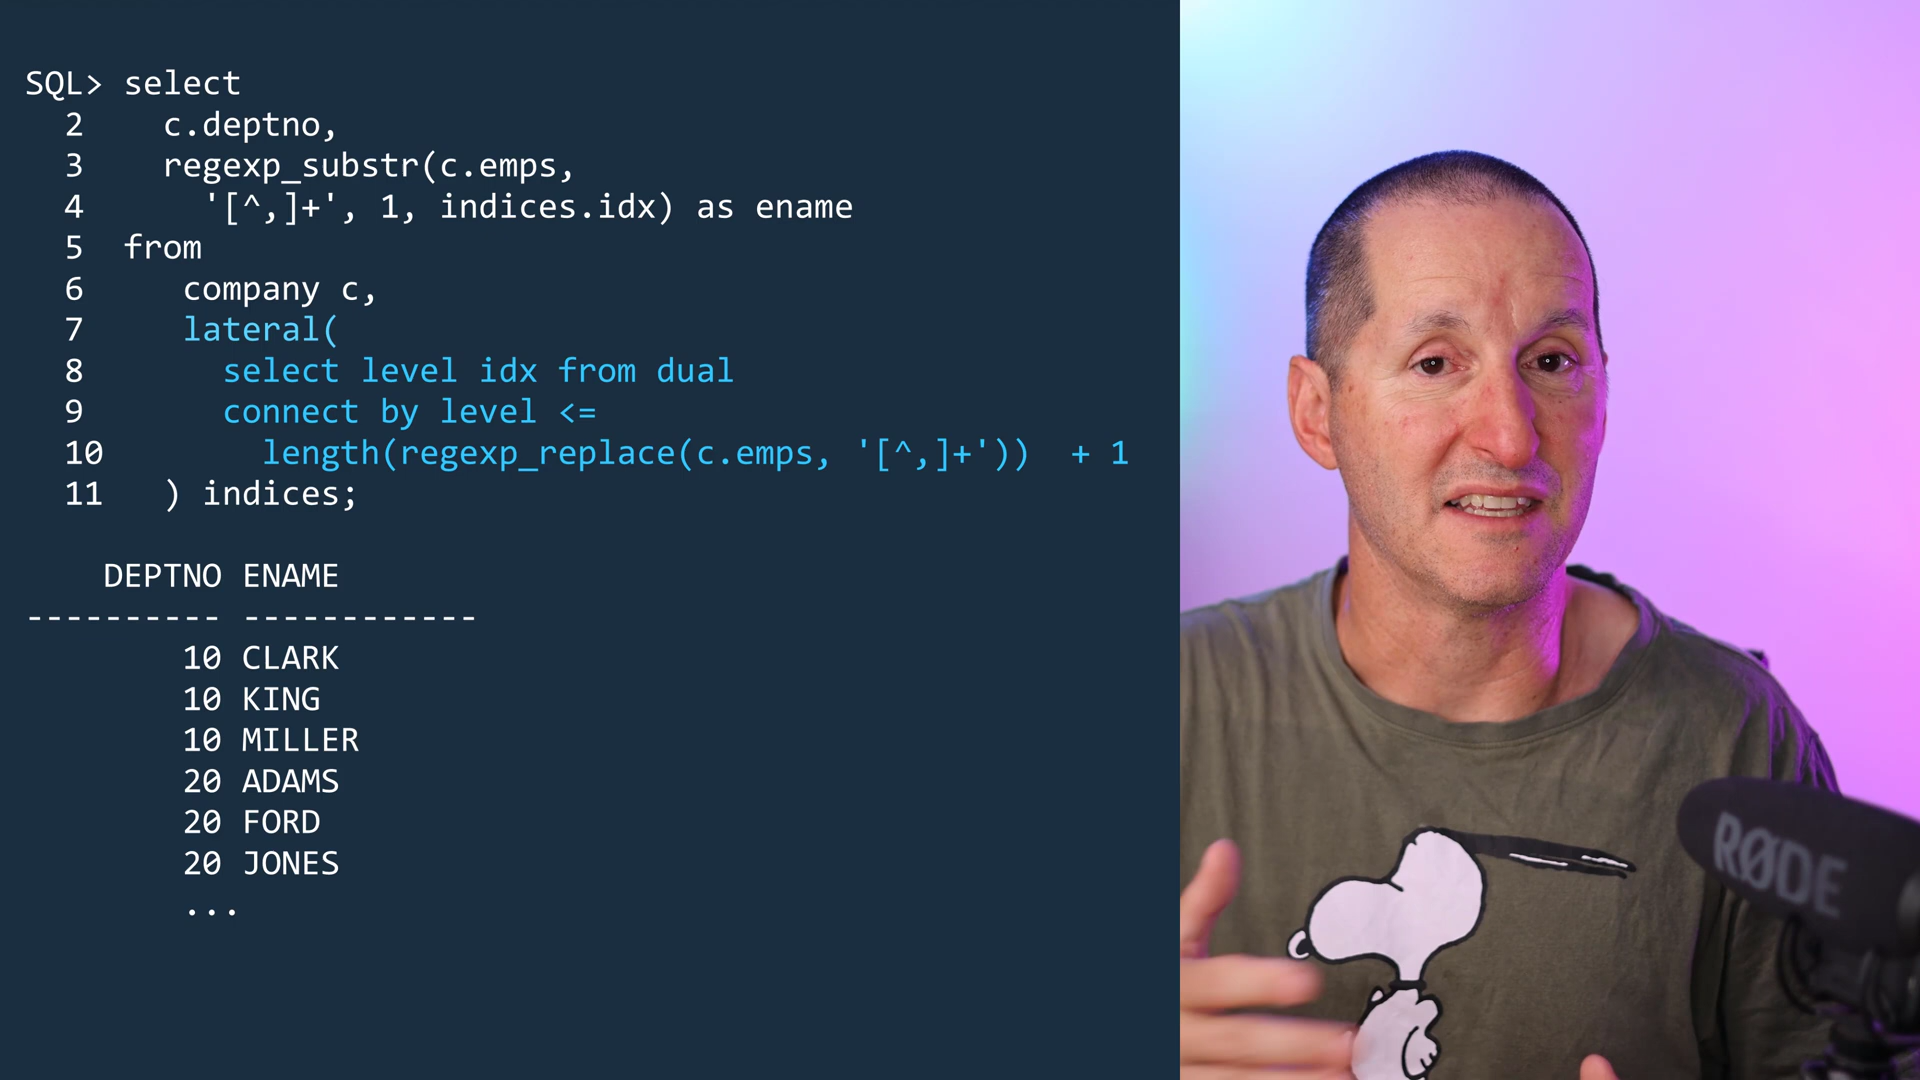 SQL> select
2 c.deptno,
3 regexp_substr(c.emps,
4 '[^,]+', 1, indices.idx) as ename
5 from
6 company c,
7 lateral(
8 select level idx from dual
9 connect by level <=
10 length(regexp_replace(c.emps, '[^,]+')) + 1
11 ) indices;
DEPTNO ENAME
---------- ------------
10 CLARK
10 KING
10 MILLER
20 ADAMS
20 FORD
20 JONES
...
RØDE